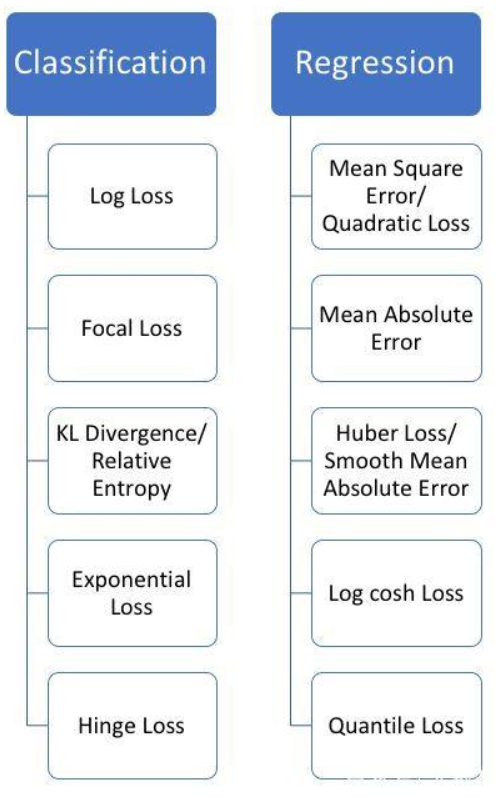 Classification
Log Loss
Focal Loss
KL Divergence/
Relative
Entropy
Exponential
Loss
Hinge Loss
Regression
Mean Square
Error/
Quadratic Loss
Mean Absolute
Error
Huber Loss/
Smooth Mean
Absolute Error
Log cosh Loss
Quantile Loss